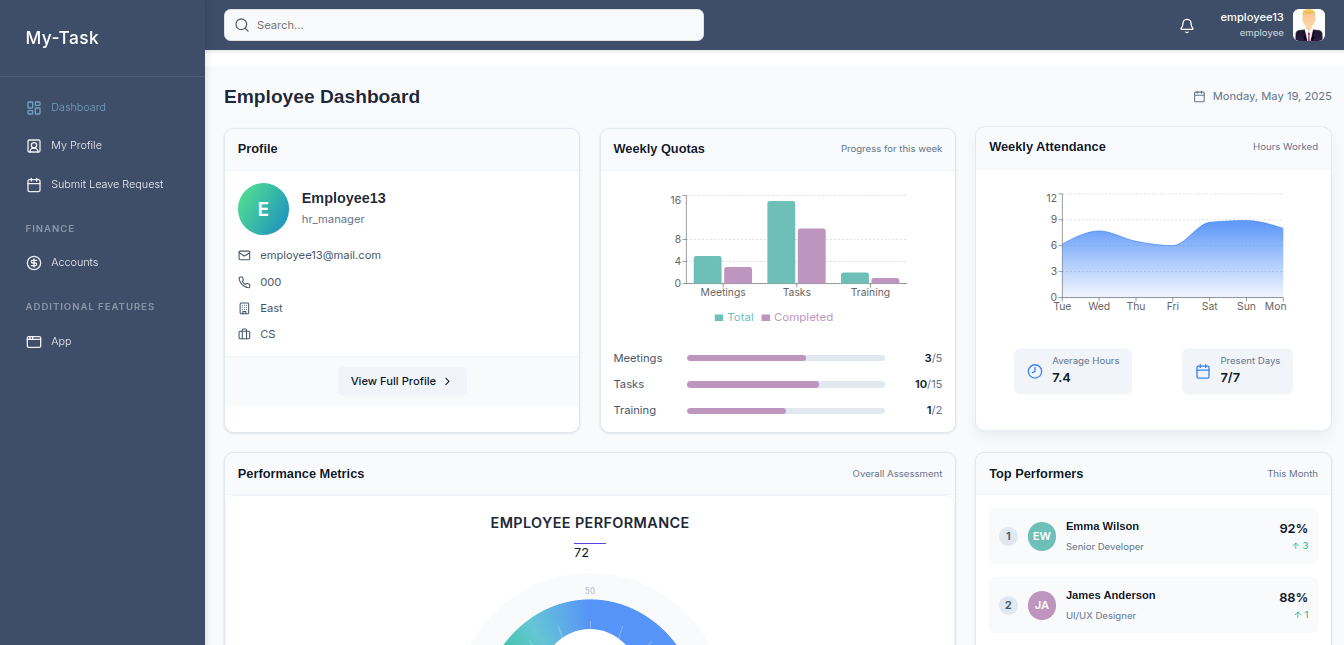 My-Task
Search...
employee13
employee
Dashboard
My Profile
Submit Leave Request
FINANCE
Accounts
ADDITIONAL FEATURES
App
Employee Dashboard
Monday, May 19, 2025
Profile
E
Employee13
hr_manager
employee13@mail.com
000
East
CS
View Full Profile
Weekly Quotas
Progress for this week
16
8
4
0
Meetings Tasks Training
Total Completed
Meetings 3/5
Tasks 10/15
Training 1/2
Weekly Attendance
Hours Worked
12
9
6
3
0
Tue Wed Thu Fri Sat Sun Mon
Average Hours
7.4
Present Days
7/7
Performance Metrics
Overall Assessment
EMPLOYEE PERFORMANCE
72
50
Top Performers
This Month
1
EW
Emma Wilson
Senior Developer
92%
↑ 3
2
JA
James Anderson
UI/UX Designer
88%
↑ 1